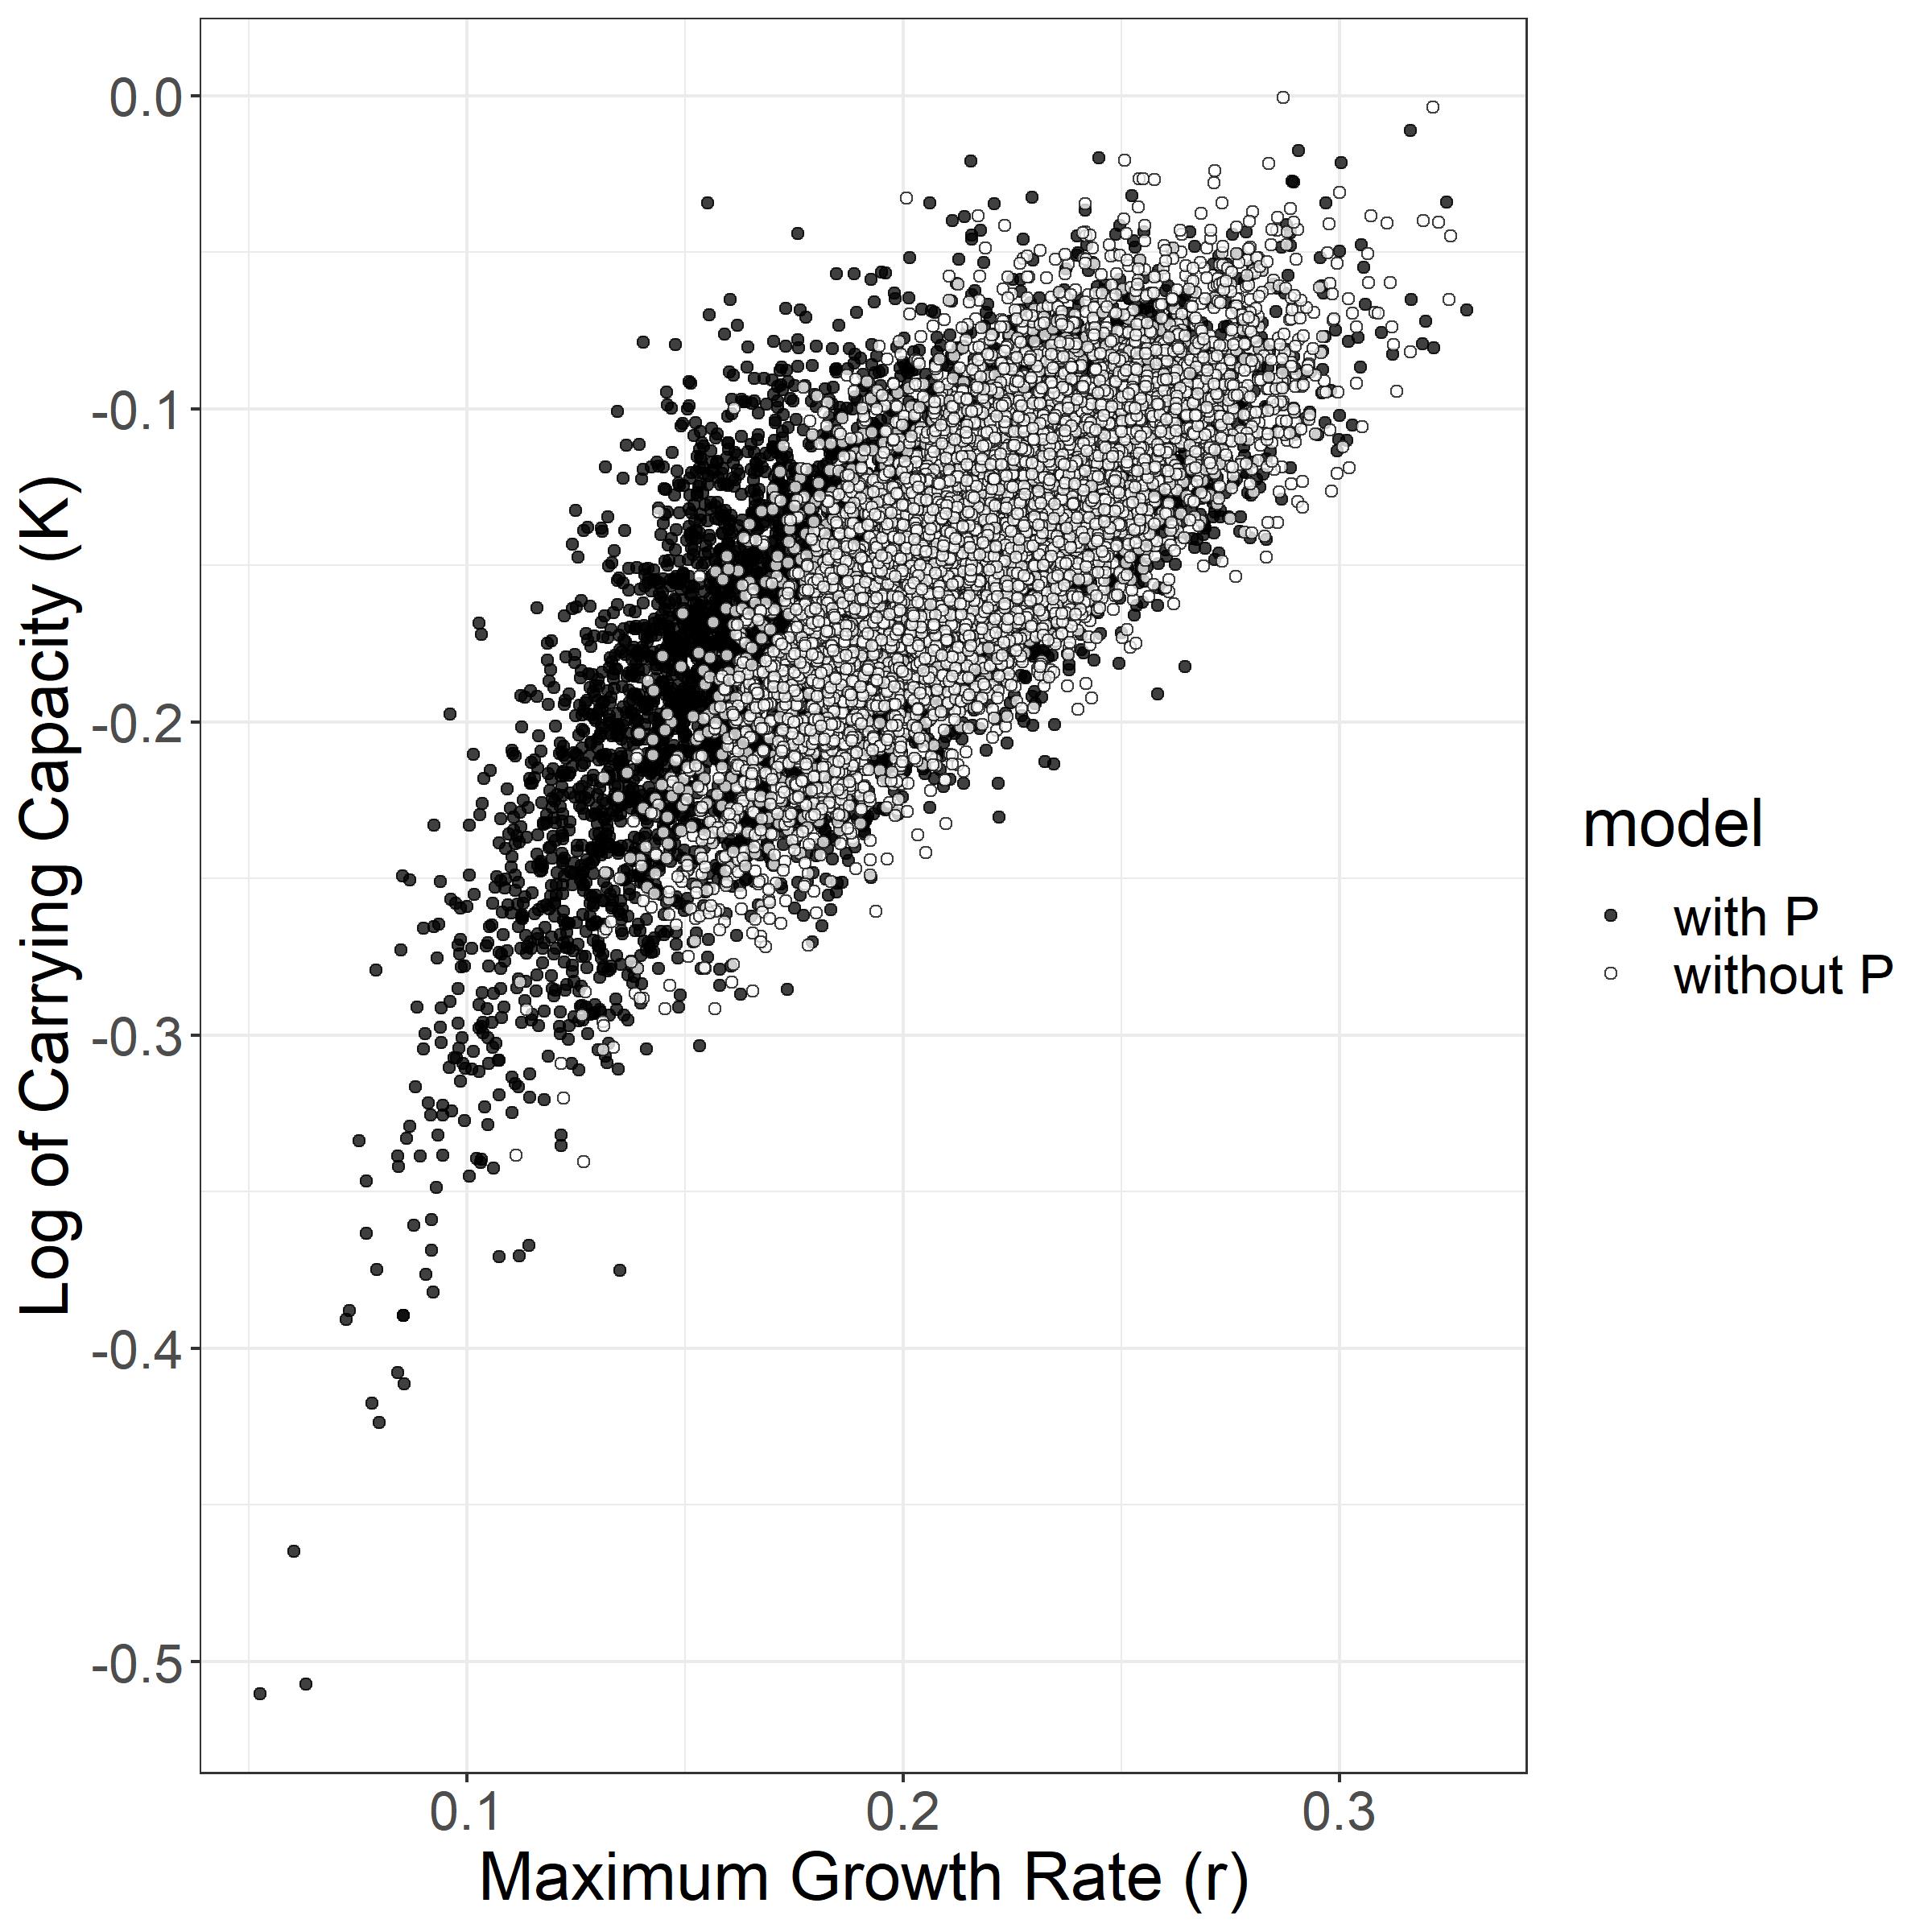 Log of Carrying Capacity (K)
0.0
-0.1
-0.2
-0.3
-0.4
-0.5
0.1 0.2 0.3
Maximum Growth Rate (r)
model
with P
without P